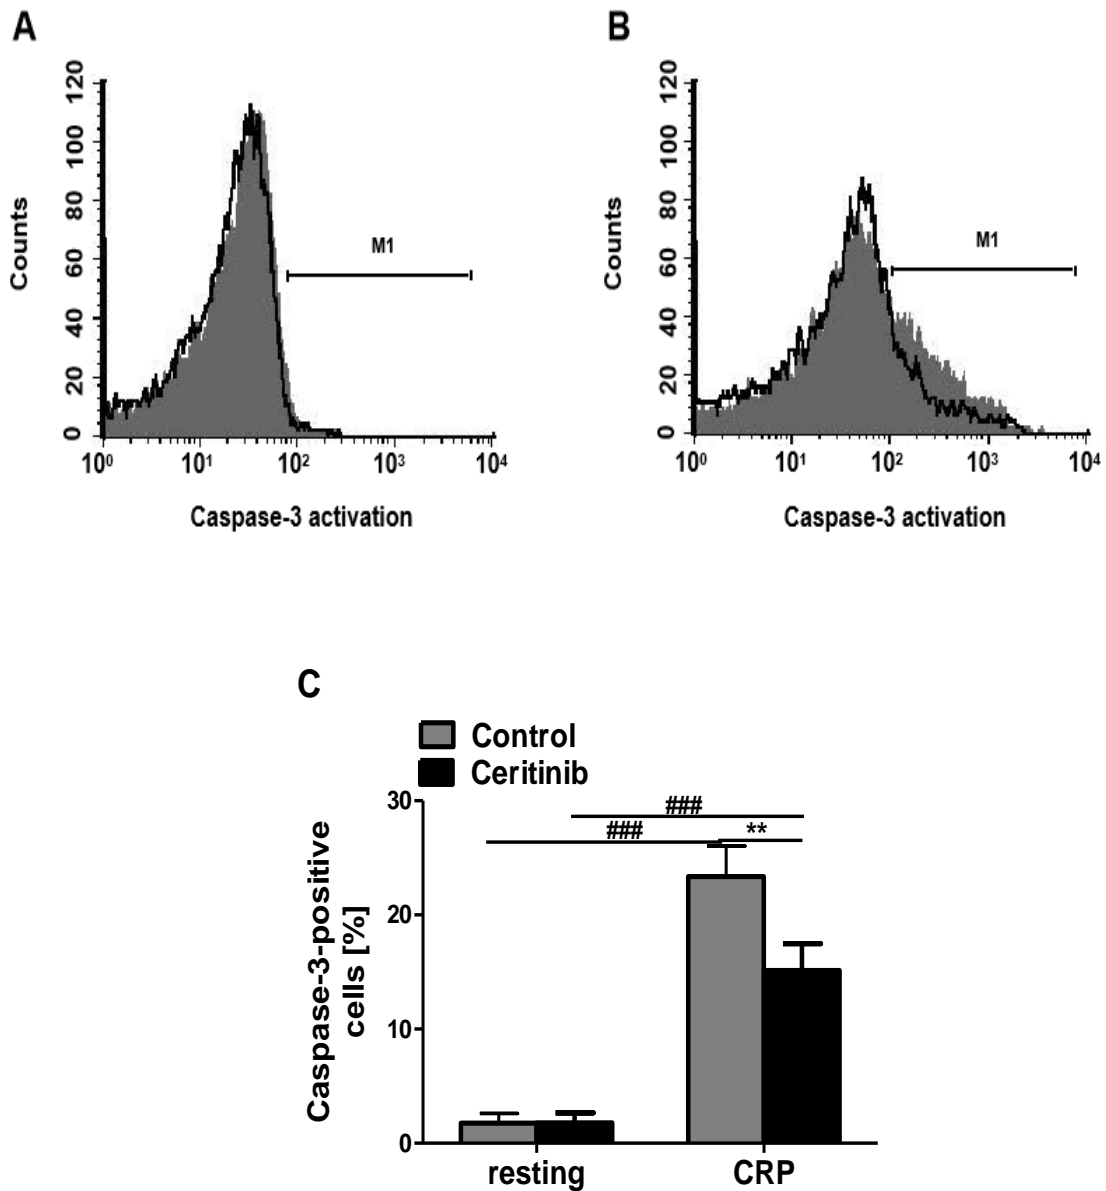 A
120
100
80
60
40
20
0
Counts
M1
10⁰ 10¹ 10² 10³ 10⁴
Caspase-3 activation
B
120
100
80
60
40
20
0
Counts
M1
10⁰ 10¹ 10² 10³ 10⁴
Caspase-3 activation
C
Control
Ceritinib
Caspase-3-positive
cells [%]
30
20
10
0
###
###
**
resting CRP